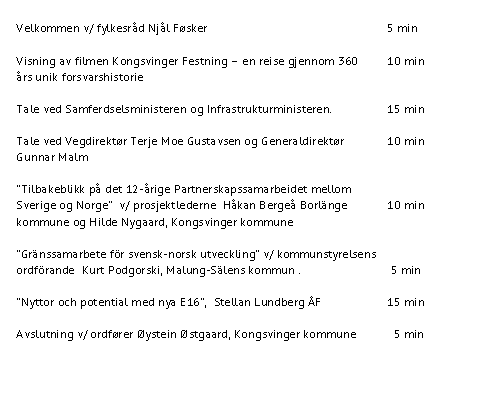 Velkommen v/ fylkesråd Njål Føsker 5 min
Visning av filmen Kongsvinger Festning – en reise gjennom 360 10 min
års unik forsvarshistorie
Tale ved Samferdselsministeren og Infrastrukturministeren. 15 min
Tale ved Vegdirektør Terje Moe Gustavsen og Generaldirektør 10 min
Gunnar Malm
"Tilbakeblikk på det 12-årige Partnerskapssamarbeidet mellom
Sverige og Norge" v/ prosjektlederne Håkan Bergeå Borlänge 10 min
kommune og Hilde Nygaard, Kongsvinger kommune
"Gränssamarbete för svensk-norsk utveckling" v/ kommunstyrelsens
ordförande Kurt Podgorski, Malung-Sälens kommun . 5 min
"Nyttor och potential med nya E16", Stellan Lundberg ÅF 15 min
Avslutning v/ ordfører Øystein Østgaard, Kongsvinger kommune 5 min